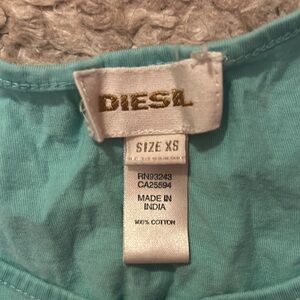 DIESEL
SIZE XS
RN93243
CA25594
MADE IN
INDIA
100% COTTON